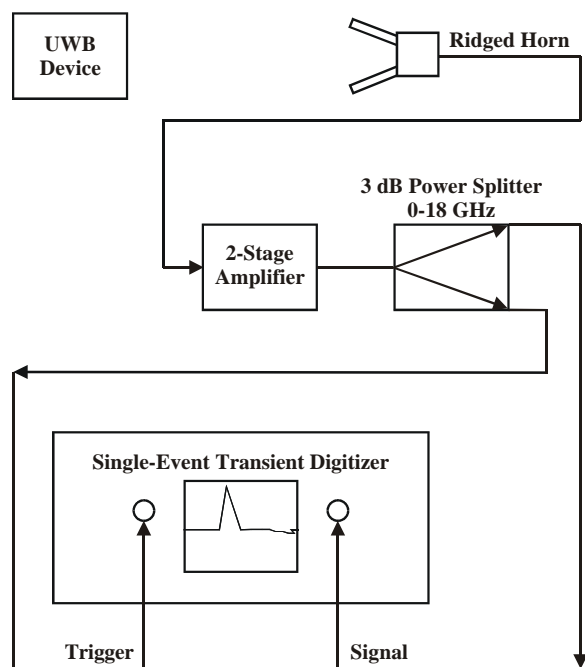 UWB
Device
Ridged Horn
3 dB Power Splitter
0-18 GHz
2-Stage
Amplifier
Single-Event Transient Digitizer
Trigger
Signal